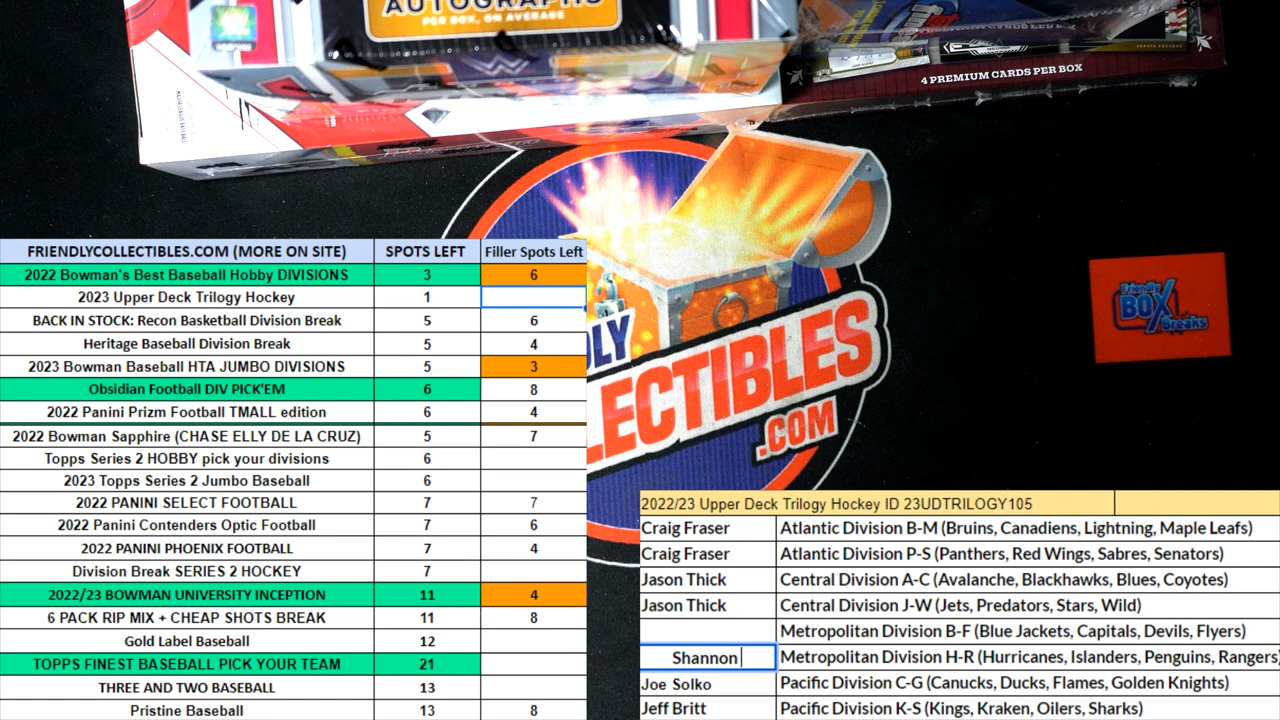 AUTOGRAPHS
PER BOX, ON AVERAGE
4 PREMIUM CARDS PER BOX
FRIENDLYCOLLECTIBLES.COM (MORE ON SITE) SPOTS LEFT Filler Spots Left
2022 Bowman's Best Baseball Hobby DIVISIONS 3 6
2023 Upper Deck Trilogy Hockey 1
BACK IN STOCK: Recon Basketball Division Break 5 6
Heritage Baseball Division Break 5 4
2023 Bowman Baseball HTA JUMBO DIVISIONS 5 3
Obsidian Football DIV PICK'EM 6 8
2022 Panini Prizm Football TMALL edition 6 4
2022 Bowman Sapphire (CHASE ELLY DE LA CRUZ) 5 7
Topps Series 2 HOBBY pick your divisions 6
2023 Topps Series 2 Jumbo Baseball 6
2022 PANINI SELECT FOOTBALL 7 7
2022 Panini Contenders Optic Football 7 6
2022 PANINI PHOENIX FOOTBALL 7 4
Division Break SERIES 2 HOCKEY 7
2022/23 BOWMAN UNIVERSITY INCEPTION 11 4
6 PACK RIP MIX + CHEAP SHOTS BREAK 11 8
Gold Label Baseball 12
TOPPS FINEST BASEBALL PICK YOUR TEAM 21
THREE AND TWO BASEBALL 13
Pristine Baseball 13 8
DLY
LECTIBLES
.COM
Friendly
BOX
Breaks
2022/23 Upper Deck Trilogy Hockey ID 23UDTRILOGY105
Craig Fraser Atlantic Division B-M (Bruins, Canadiens, Lightning, Maple Leafs)
Craig Fraser Atlantic Division P-S (Panthers, Red Wings, Sabres, Senators)
Jason Thick Central Division A-C (Avalanche, Blackhawks, Blues, Coyotes)
Jason Thick Central Division J-W (Jets, Predators, Stars, Wild)
Metropolitan Division B-F (Blue Jackets, Capitals, Devils, Flyers)
Shannon Metropolitan Division H-R (Hurricanes, Islanders, Penguins, Rangers)
Joe Solko Pacific Division C-G (Canucks, Ducks, Flames, Golden Knights)
Jeff Britt Pacific Division K-S (Kings, Kraken, Oilers, Sharks)